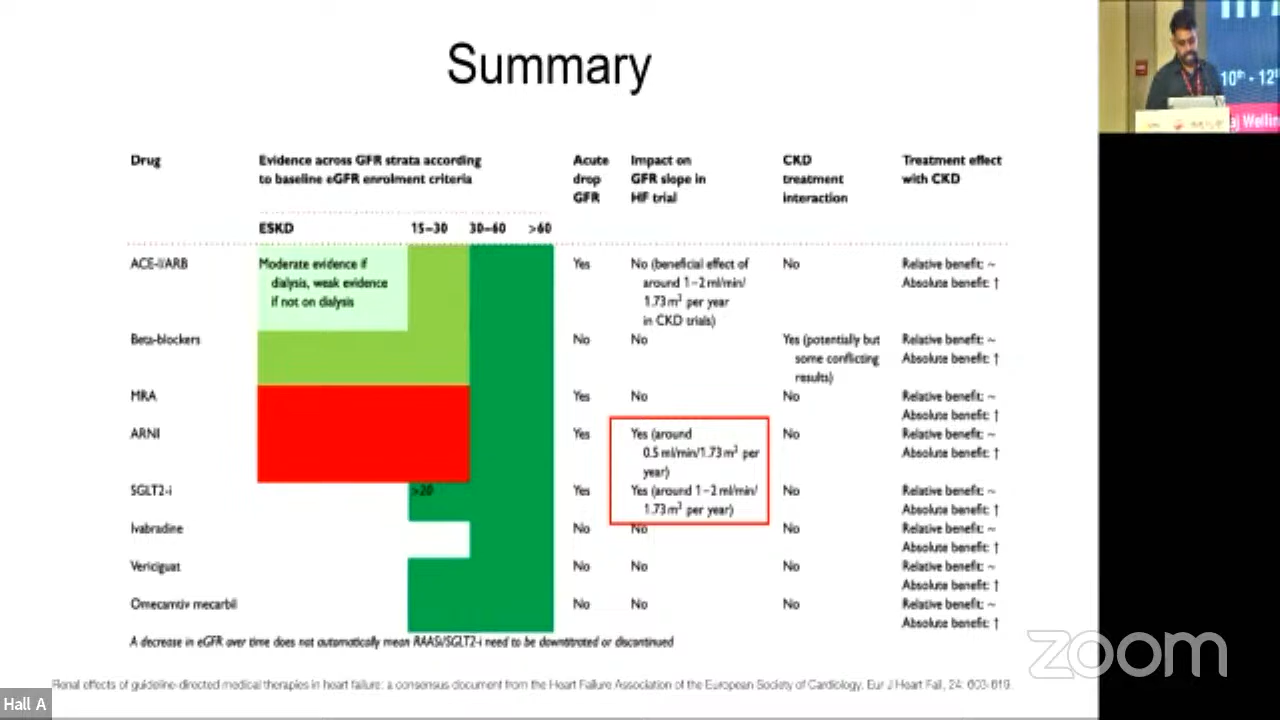 Summary
Drug
Evidence across GFR strata according
to baseline eGFR enrolment criteria
Acute
drop
GFR
Impact on
GFR slope in
HF trial
CKD
treatment
interaction
Treatment effect
with CKD
ESKD 15–30 30–60 >60
ACE-I/ARB
Moderate evidence if
dialysis, weak evidence
if not on dialysis
Yes
No (beneficial effect of
around 1–2 ml/min/
1.73 m² per year
in CKD trials)
No
Relative benefit: ~
Absolute benefit: ↑
Beta-blockers
No
No
Yes (potentially but
some conflicting
results)
Relative benefit: ~
Absolute benefit: ↑
MRA
Yes
No
No
Relative benefit: ~
Absolute benefit: ↑
ARNI
Yes
Yes (around
0.5 ml/min/1.73 m² per
year)
No
Relative benefit: ~
Absolute benefit: ↑
SGLT2-i
>20
Yes
Yes (around 1–2 ml/min/
1.73 m² per year)
No
Relative benefit: ~
Absolute benefit: ↑
Ivabradine
No
No
No
Relative benefit: ~
Absolute benefit: ↑
Vericiguat
No
No
No
Relative benefit: ~
Absolute benefit: ↑
Omecamtiv mecarbil
No
No
No
Relative benefit: ~
Absolute benefit: ↑
A decrease in eGFR over time does not automatically mean RAASi/SGLT2-i need to be downtitrated or discontinued
Renal effects of guideline-directed medical therapies in heart failure: a consensus document from the Heart Failure Association of the European Society of Cardiology. Eur J Heart Fail, 24: 603-619.
zoom
Hall A
10th - 12th